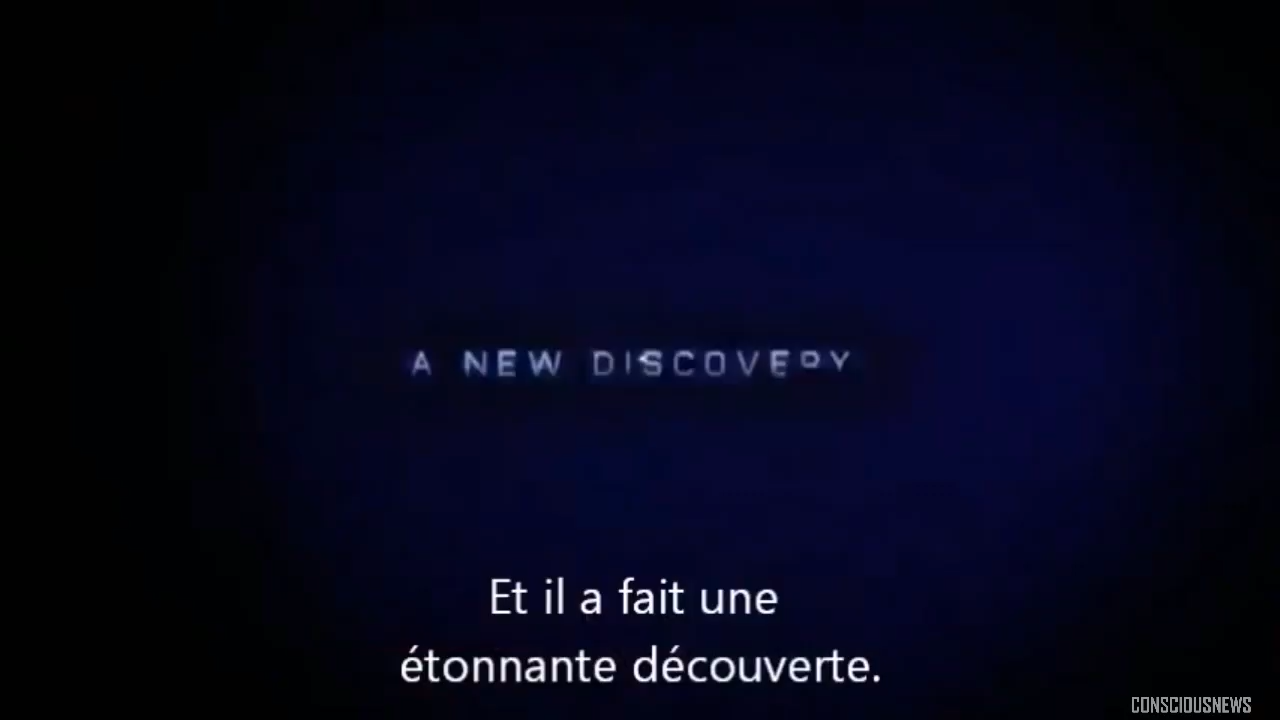 A NEW DISCOVERY
Et il a fait une
étonnante découverte.
CONSCIOUSNEWS